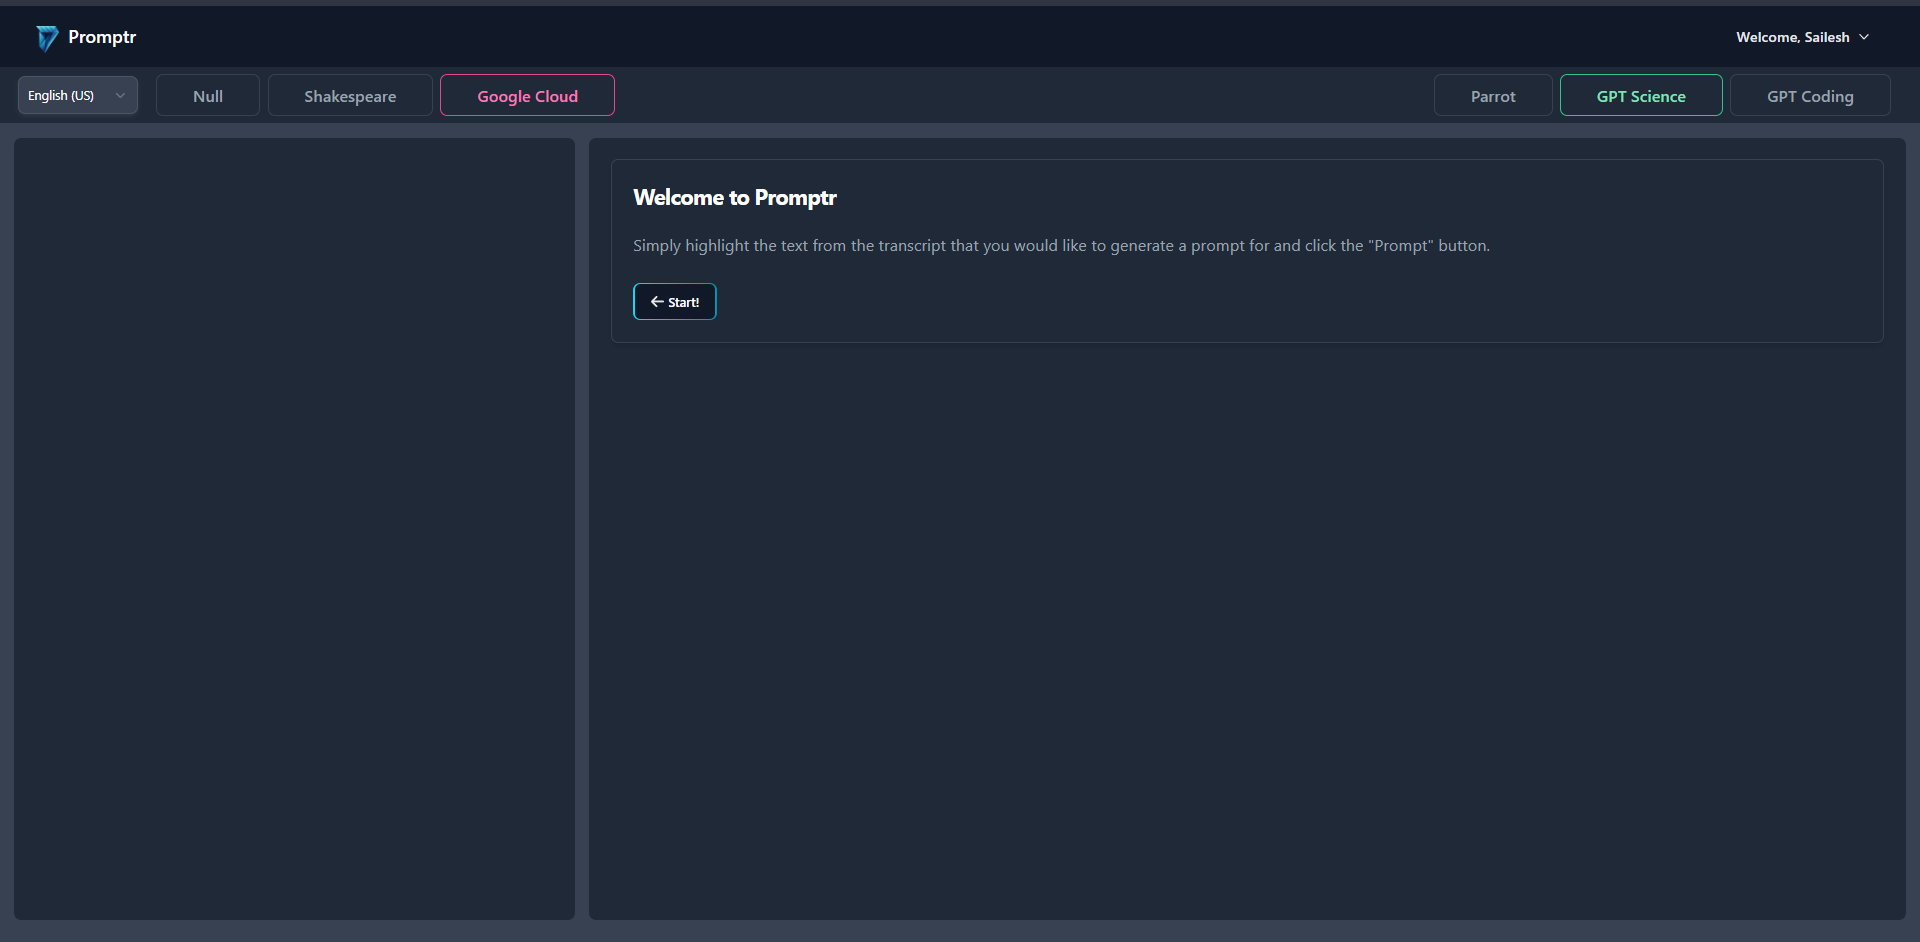 Promptr
Welcome, Sailesh
English (US)
Null
Shakespeare
Google Cloud
Parrot
GPT Science
GPT Coding
Welcome to Promptr
Simply highlight the text from the transcript that you would like to generate a prompt for and click the "Prompt" button.
← Start!